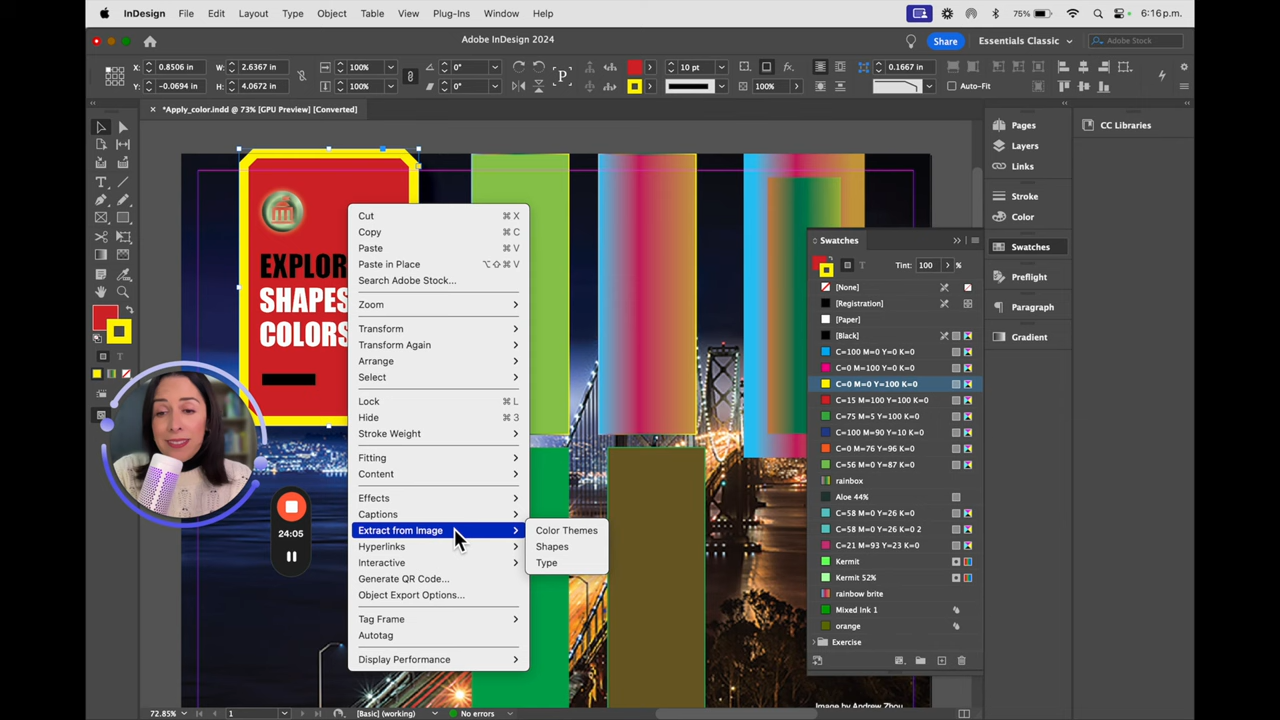 InDesign File Edit Layout Type Object Table View Plug-Ins Window Help 75% 6:16 p.m.
Adobe InDesign 2024 Share Essentials Classic Adobe Stock
X: 0.8506 in W: 2.6367 in 100% 0° P 10 pt fx. 0.1667 in
Y: -0.0694 in H: 4.0672 in 100% 0° 100% Auto-Fit
*Apply_color.indd @ 73% [GPU Preview] [Converted]
EXPLOR
SHAPES
COLORS
Cut ⌘ X
Copy ⌘ C
Paste ⌘ V
Paste in Place ⌥⇧⌘ V
Search Adobe Stock...
Zoom
Transform
Transform Again
Arrange
Select
Lock ⌘ L
Hide ⌘ 3
Stroke Weight
Fitting
Content
Effects
Captions
Extract from Image
Hyperlinks
Interactive
Generate QR Code...
Object Export Options...
Tag Frame
Autotag
Display Performance
Color Themes
Shapes
Type
24:05
Swatches
T Tint: 100 %
[None]
[Registration]
[Paper]
[Black]
C=100 M=0 Y=0 K=0
C=0 M=100 Y=0 K=0
C=0 M=0 Y=100 K=0
C=15 M=100 Y=100 K=0
C=75 M=5 Y=100 K=0
C=100 M=90 Y=10 K=0
C=0 M=76 Y=96 K=0
C=56 M=0 Y=87 K=0
rainbox
Aloe 44%
C=58 M=0 Y=26 K=0
C=58 M=0 Y=26 K=0 2
C=21 M=93 Y=23 K=0
Kermit
Kermit 52%
rainbow brite
Mixed Ink 1
orange
Exercise
Pages
Layers
Links
Stroke
Color
Swatches
Preflight
Paragraph
Preflight
CC Libraries
Image by Andrew Zhou
72.85% 1 [Basic] (working) No errors